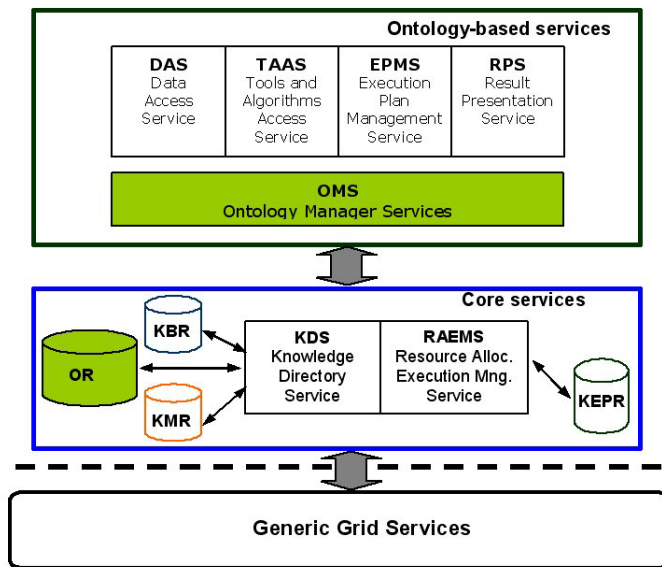 Ontology-based services
DAS
Data
Access
Service
TAAS
Tools and
Algorithms
Access
Service
EPMS
Execution
Plan
Management
Service
RPS
Result
Presentation
Service
OMS
Ontology Manager Services
Core services
KBR
OR
KMR
KDS
Knowledge
Directory
Service
RAEMS
Resource Alloc.
Execution Mng.
Service
KEPR
Generic Grid Services